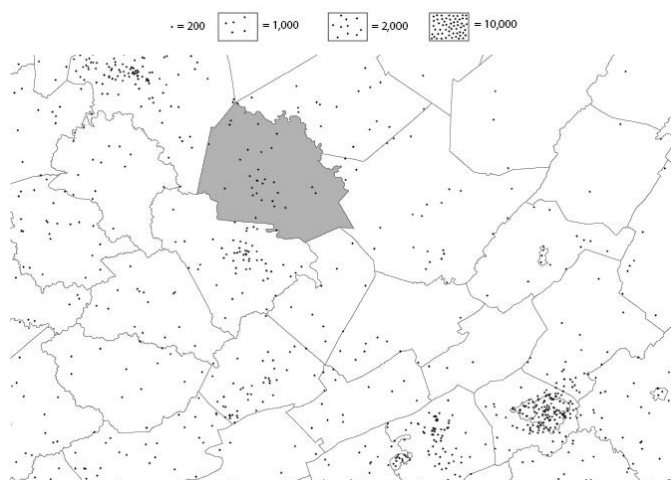 = 200 = 1,000 = 2,000 = 10,000